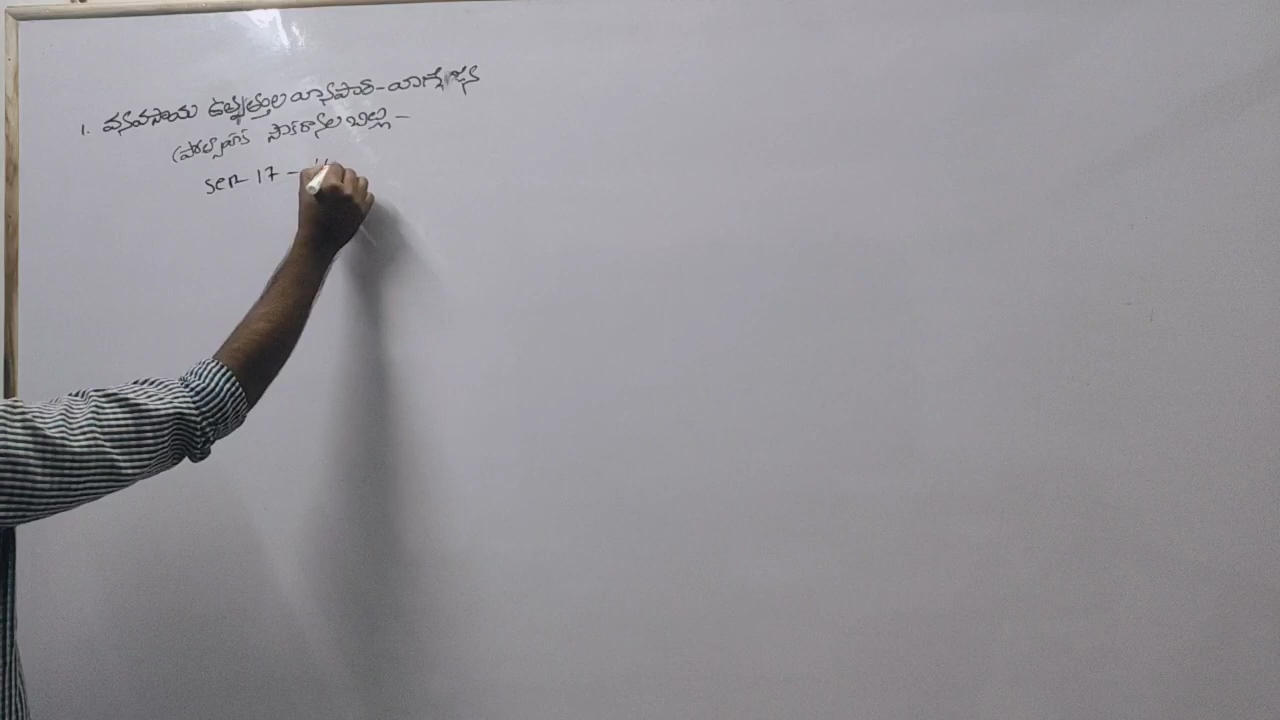 1. వ్యవసాయ ఉత్పత్తుల వ్యాపార - వాణిజ్య
(ప్రోత్సాహక సౌకర్యాల బిల్లు -
sep 17 -